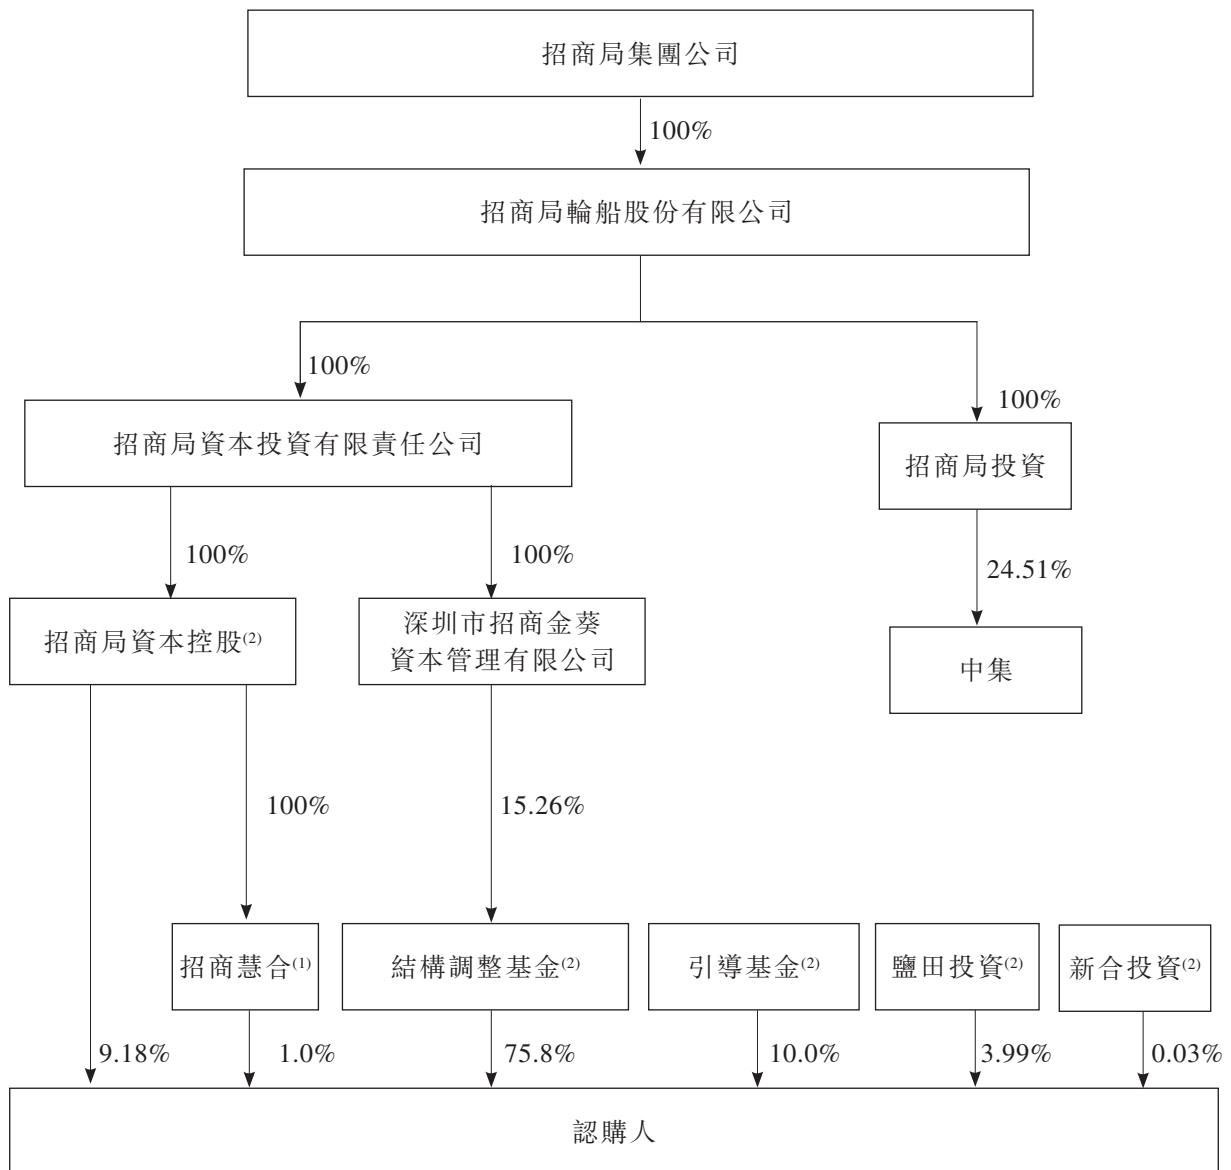 招商局集團公司
100%
招商局輪船股份有限公司
100%
100%
招商局資本投資有限責任公司
招商局投資
100%
100%
24.51%
招商局資本控股(2)
深圳市招商金葵
資本管理有限公司
中集
100%
15.26%
招商慧合(1)
結構調整基金(2)
引導基金(2)
鹽田投資(2)
新合投資(2)
9.18%
1.0%
75.8%
10.0%
3.99%
0.03%
認購人